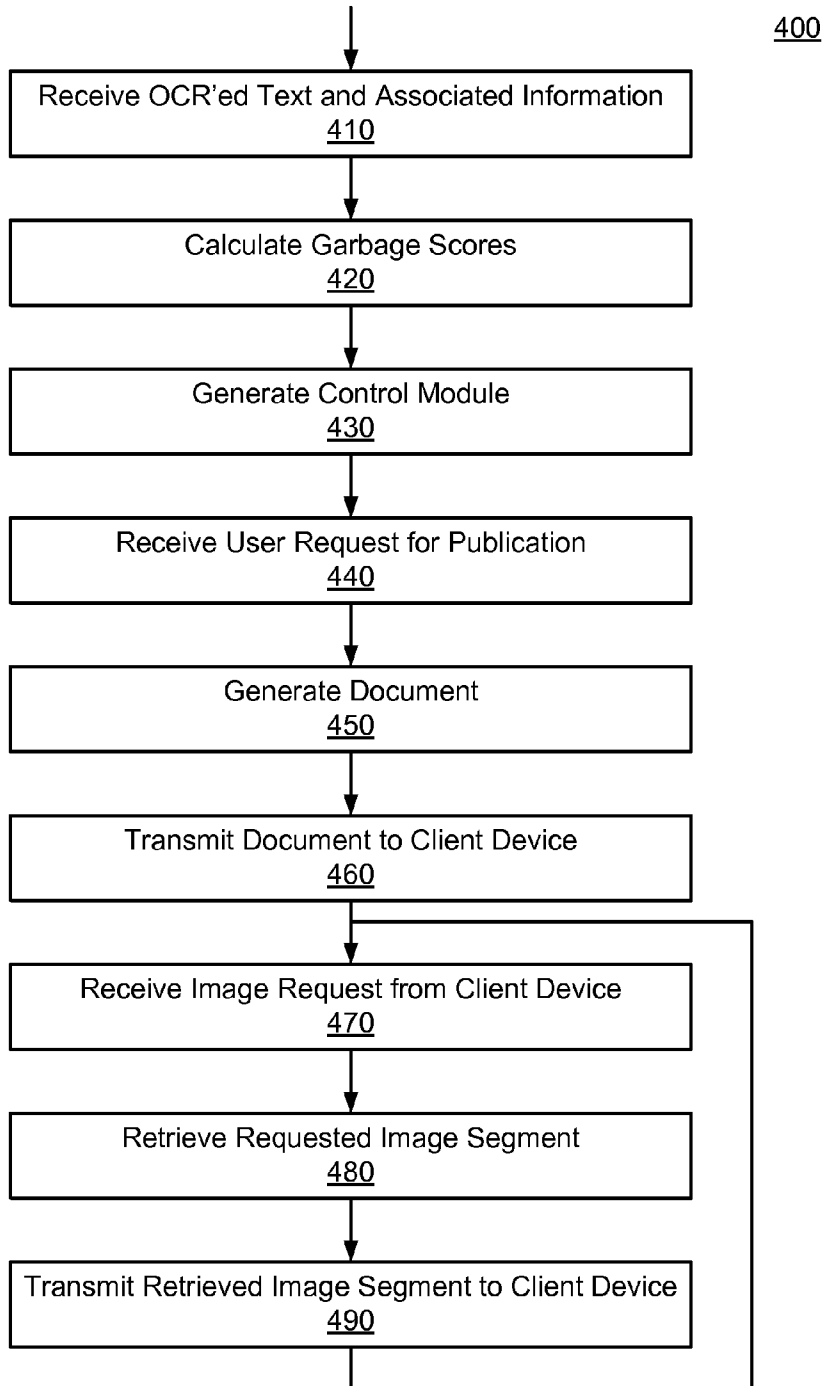 400
Receive OCR'ed Text and Associated Information
410
Calculate Garbage Scores
420
Generate Control Module
430
Receive User Request for Publication
440
Generate Document
450
Transmit Document to Client Device
460
Receive Image Request from Client Device
470
Retrieve Requested Image Segment
480
Transmit Retrieved Image Segment to Client Device
490